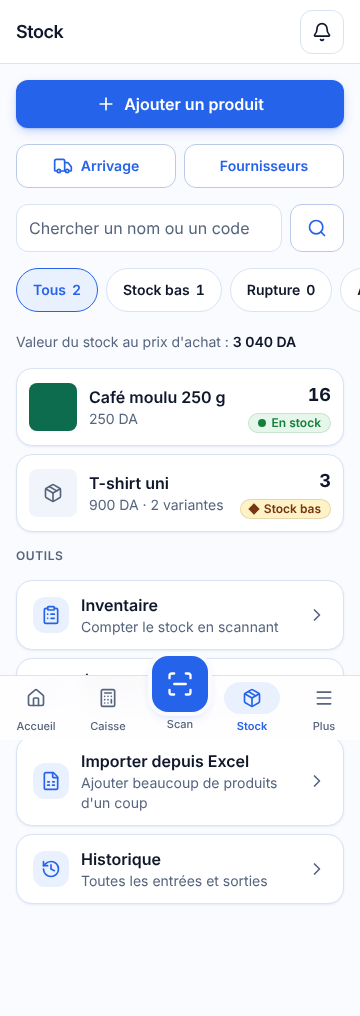 Stock
Ajouter un produit
Arrivage
Fournisseurs
Chercher un nom ou un code
Tous 2
Stock bas 1
Rupture 0
Valeur du stock au prix d'achat : 3 040 DA
Café moulu 250 g
16
250 DA
En stock
T-shirt uni
3
900 DA · 2 variantes
Stock bas
OUTILS
Inventaire
Compter le stock en scannant
Accueil
Caisse
Scan
Stock
Plus
Importer depuis Excel
Ajouter beaucoup de produits
d'un coup
Historique
Toutes les entrées et sorties